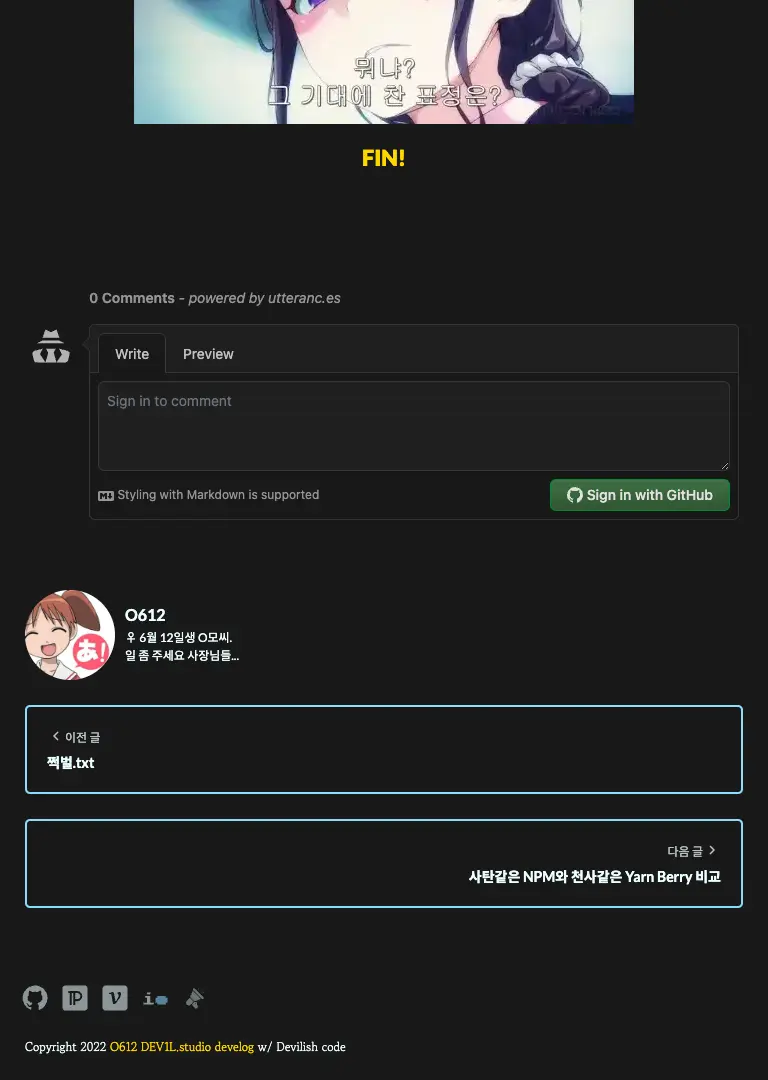 뭐냐?
그 기대에 찬 표정은?
FIN!
0 Comments - powered by utteranc.es
Write
Preview
Sign in to comment
Styling with Markdown is supported
Sign in with GitHub
O612
우 6월 12일생 O모씨.
일 좀 주세요 사장님들...
あ!
이전 글
쩍벌.txt
다음 글
사탄같은 NPM와 천사같은 Yarn Berry 비교
Copyright 2022 O612 DEV1L.studio develog w/ Devilish code